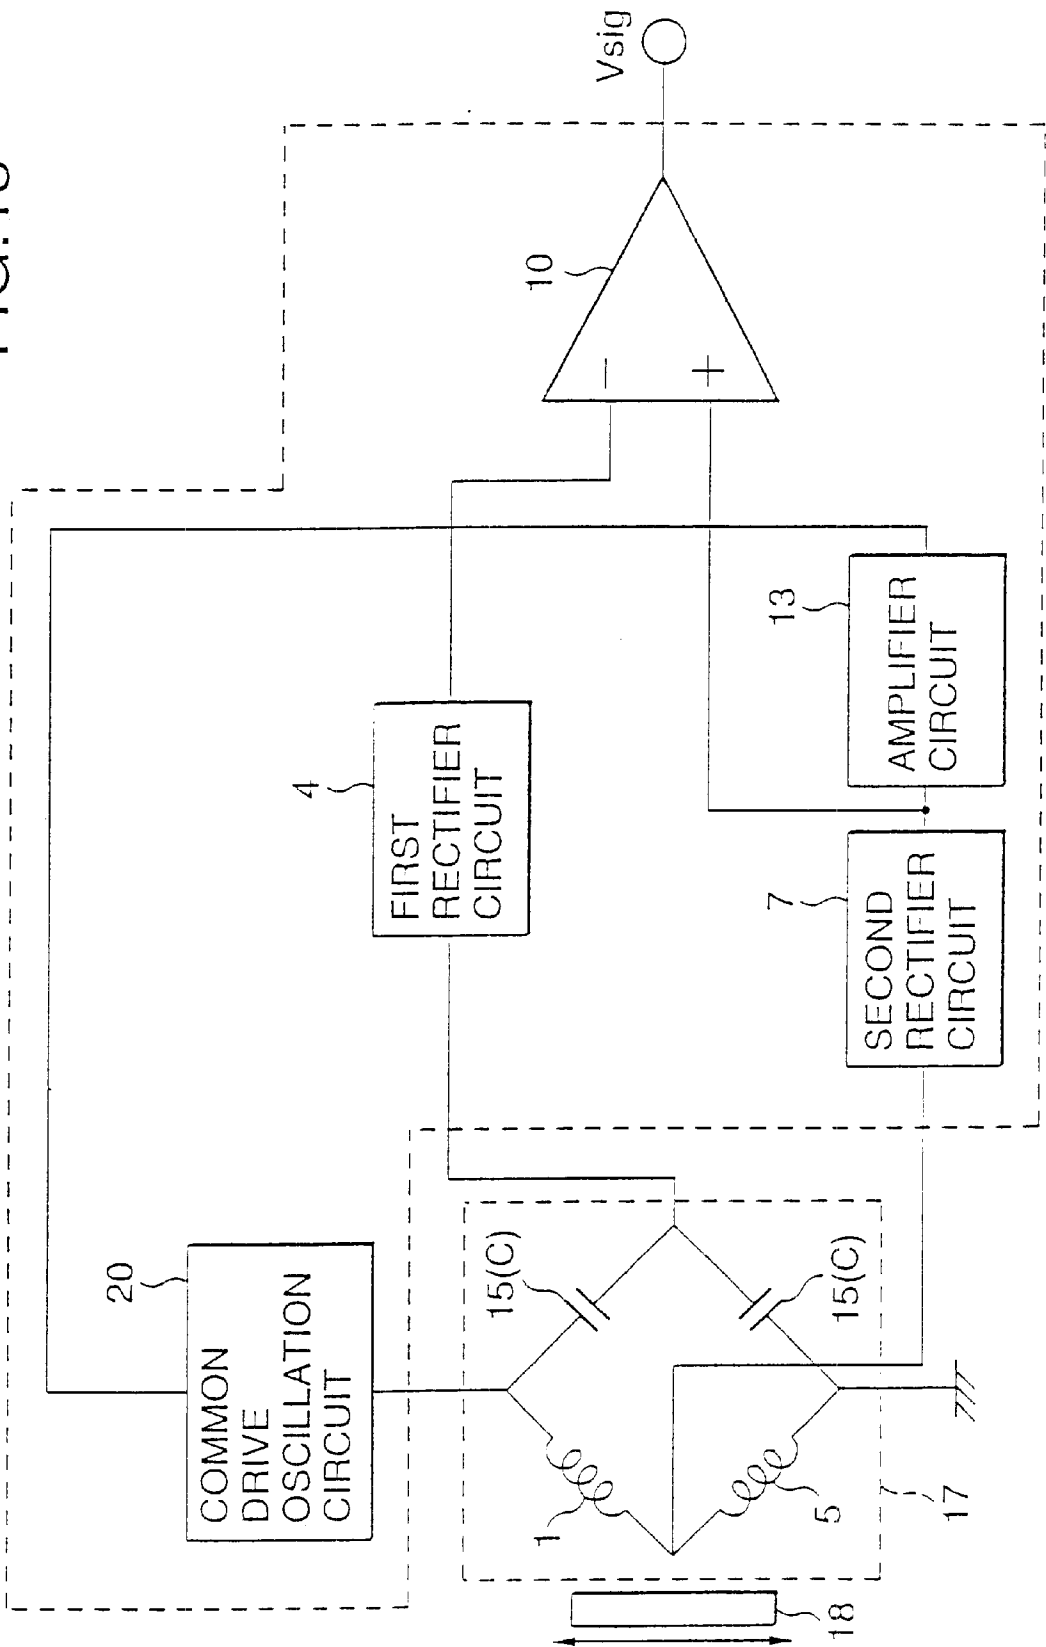 20
COMMON
DRIVE
OSCILLATION
CIRCUIT
4
FIRST
RECTIFIER
CIRCUIT
10
−
+
Vsig
15(C)
15(C)
1
5
17
18
7
SECOND
RECTIFIER
CIRCUIT
13
AMPLIFIER
CIRCUIT